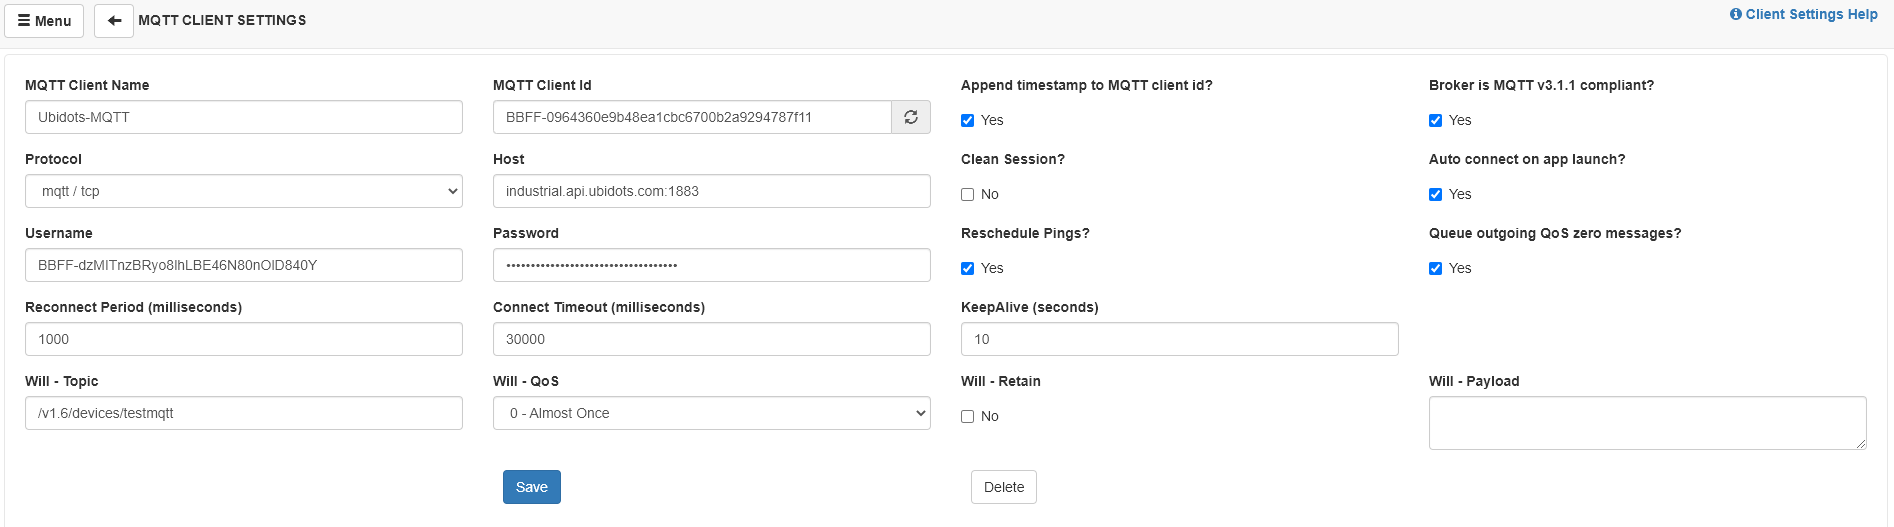 Menu
MQTT CLIENT SETTINGS
Client Settings Help
MQTT Client Name
MQTT Client Id
Append timestamp to MQTT client id?
Broker is MQTT v3.1.1 compliant?
Ubidots-MQTT
BBFF-0964360e9b48ea1cbc6700b2a9294787f11
Yes
Yes
Protocol
Host
Clean Session?
Auto connect on app launch?
mqtt / tcp
industrial.api.ubidots.com:1883
No
Yes
Username
Password
Reschedule Pings?
Queue outgoing QoS zero messages?
BBFF-dzMITnzBRyo8IhLBE46N80nOlD840Y
Yes
Yes
Reconnect Period (milliseconds)
Connect Timeout (milliseconds)
KeepAlive (seconds)
1000
30000
10
Will - Topic
Will - QoS
Will - Retain
Will - Payload
/v1.6/devices/testmqtt
0 - Almost Once
No
Save
Delete